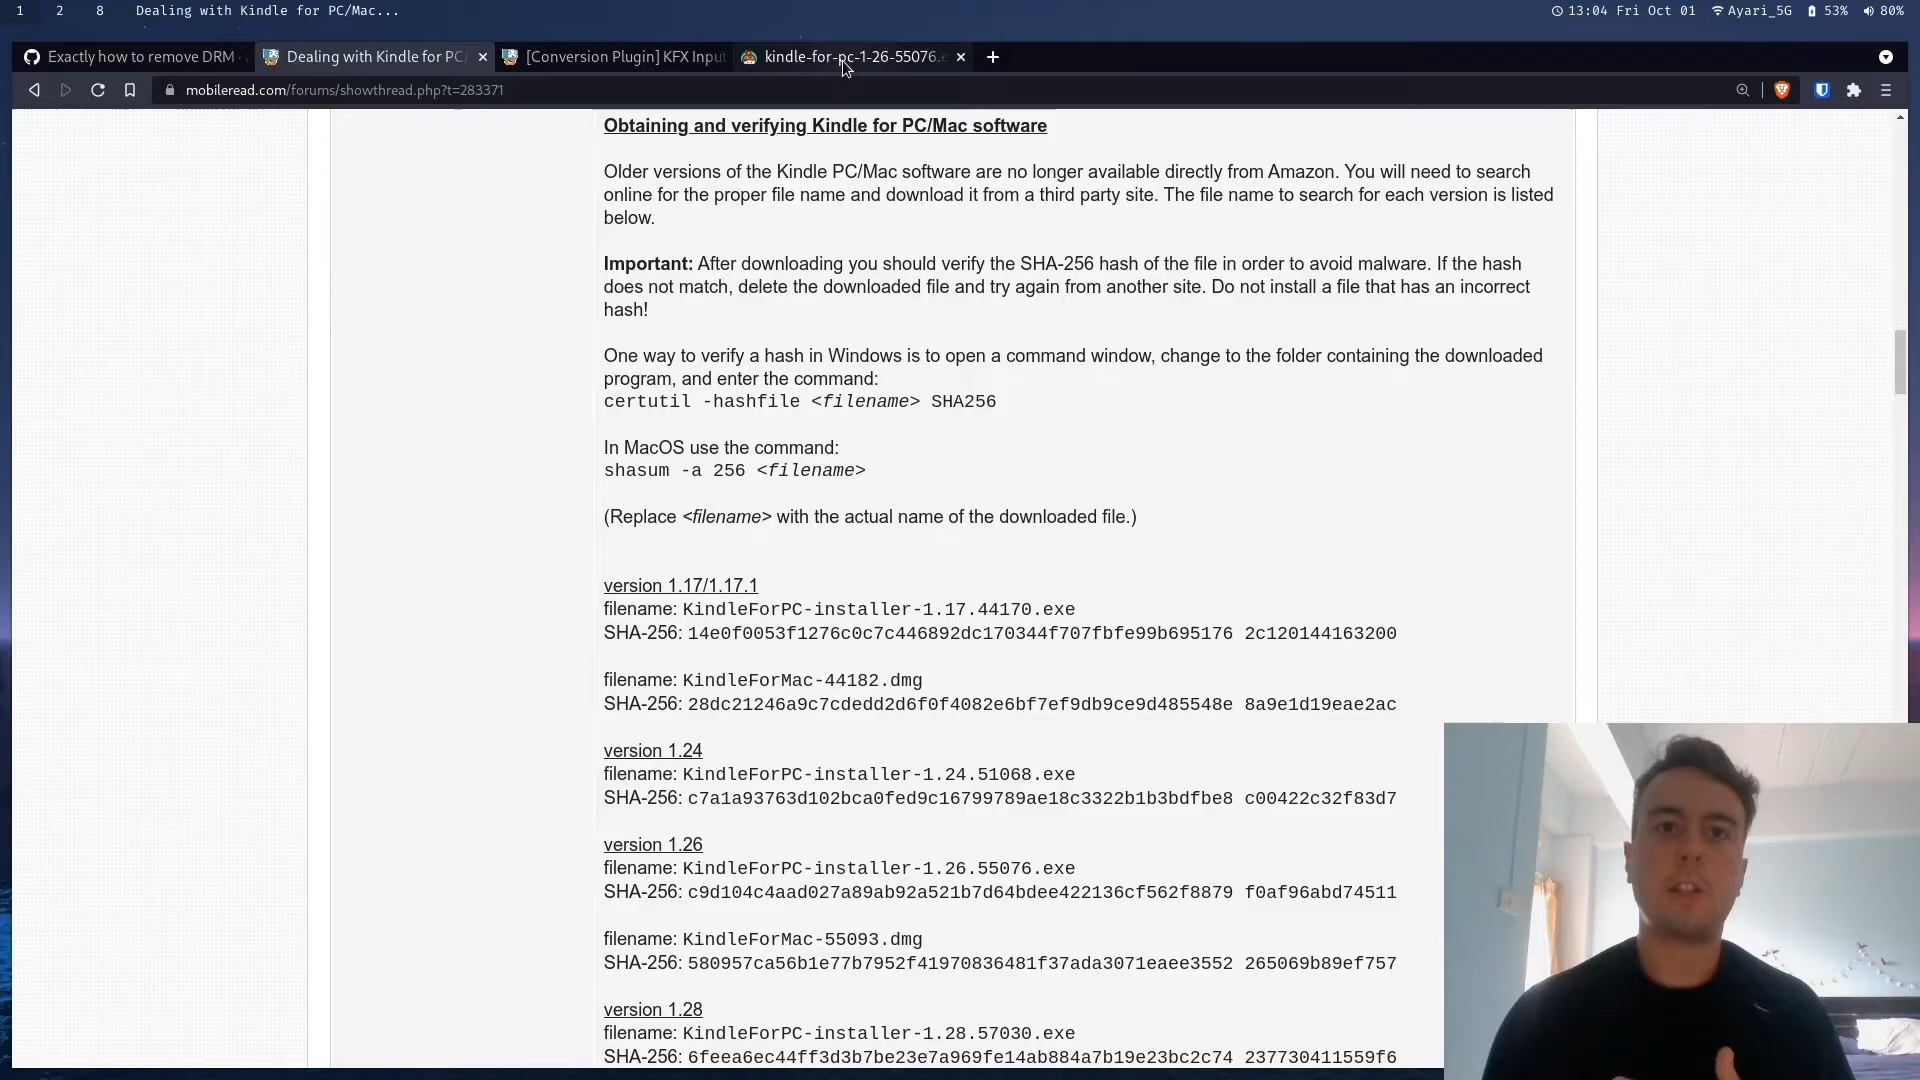 1 2 8 Dealing with Kindle for PC/Mac... 13:04 Fri Oct 01 Ayari_5G 53% 80%
Exactly how to remove DRM · Dealing with Kindle for PC/ [Conversion Plugin] KFX Input kindle-for-pc-1-26-55076.e
mobileread.com/forums/showthread.php?t=283371
Obtaining and verifying Kindle for PC/Mac software
Older versions of the Kindle PC/Mac software are no longer available directly from Amazon. You will need to search
online for the proper file name and download it from a third party site. The file name to search for each version is listed
below.
Important: After downloading you should verify the SHA-256 hash of the file in order to avoid malware. If the hash
does not match, delete the downloaded file and try again from another site. Do not install a file that has an incorrect
hash!
One way to verify a hash in Windows is to open a command window, change to the folder containing the downloaded
program, and enter the command:
certutil -hashfile <filename> SHA256
In MacOS use the command:
shasum -a 256 <filename>
(Replace <filename> with the actual name of the downloaded file.)
version 1.17/1.17.1
filename: KindleForPC-installer-1.17.44170.exe
SHA-256: 14e0f0053f1276c0c7c446892dc170344f707fbfe99b695176 2c120144163200
filename: KindleForMac-44182.dmg
SHA-256: 28dc21246a9c7cdedd2d6f0f4082e6bf7ef9db9ce9d485548e 8a9e1d19eae2ac
version 1.24
filename: KindleForPC-installer-1.24.51068.exe
SHA-256: c7a1a93763d102bca0fed9c16799789ae18c3322b1b3bdfbe8 c00422c32f83d7
version 1.26
filename: KindleForPC-installer-1.26.55076.exe
SHA-256: c9d104c4aad027a89ab92a521b7d64bdee422136cf562f8879 f0af96abd74511
filename: KindleForMac-55093.dmg
SHA-256: 580957ca56b1e77b7952f41970836481f37ada3071eaee3552 265069b89ef757
version 1.28
filename: KindleForPC-installer-1.28.57030.exe
SHA-256: 6feea6ec44ff3d3b7be23e7a969fe14ab884a7b19e23bc2c74 237730411559f6